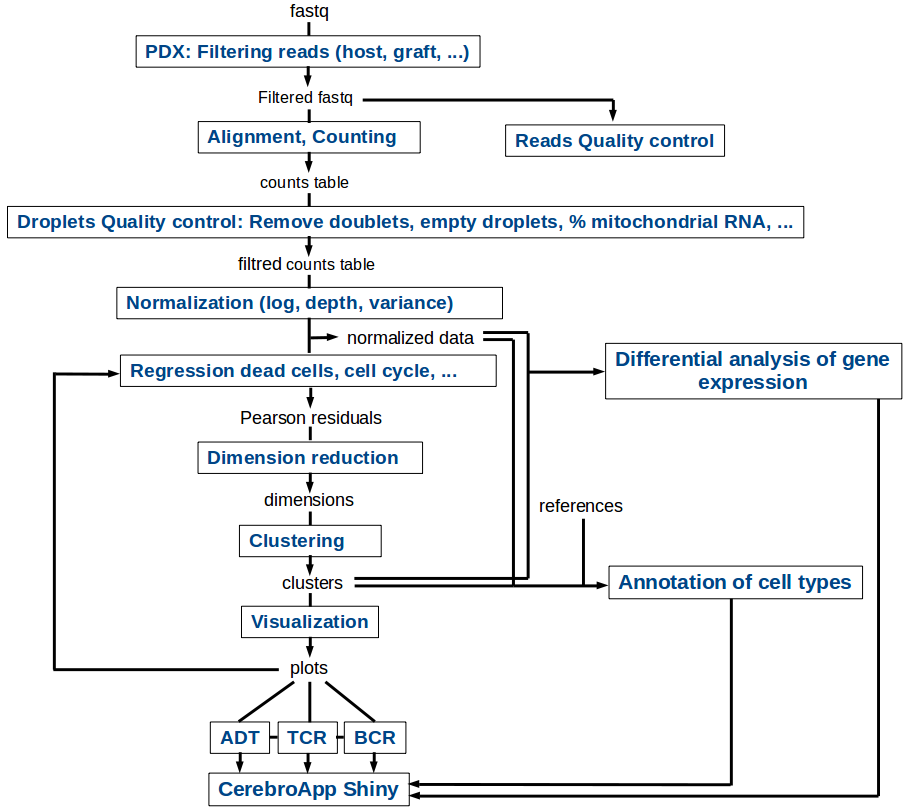 fastq
PDX: Filtering reads (host, graft, ...)
Filtered fastq
Alignment, Counting
Reads Quality control
counts table
Droplets Quality control: Remove doublets, empty droplets, % mitochondrial RNA, ...
filtred counts table
Normalization (log, depth, variance)
normalized data
Differential analysis of gene
expression
Regression dead cells, cell cycle, ...
Pearson residuals
Dimension reduction
dimensions
references
Clustering
clusters
Annotation of cell types
Visualization
plots
ADT
TCR
BCR
CerebroApp Shiny